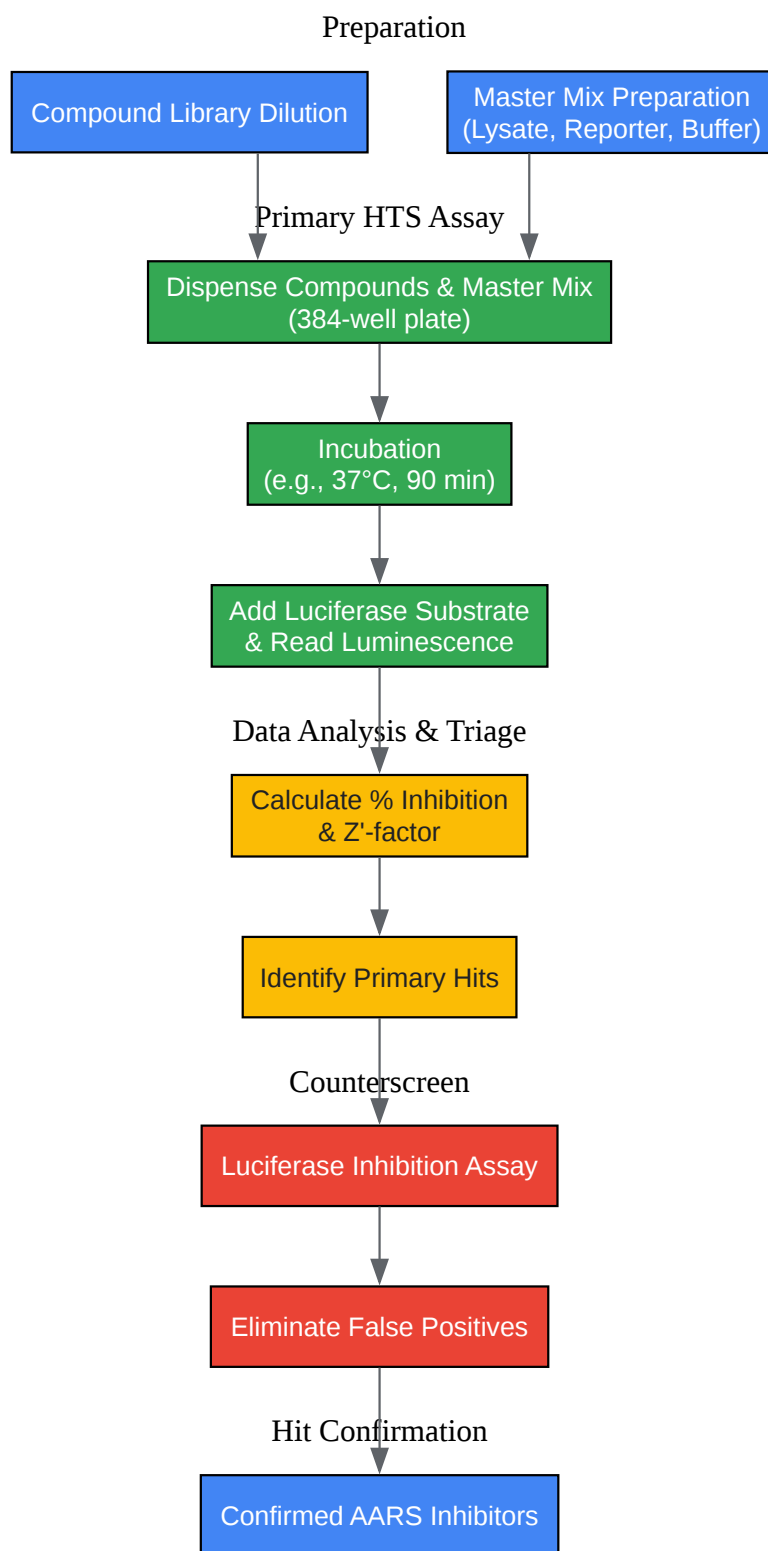 Preparation
Compound Library Dilution
Master Mix Preparation
(Lysate, Reporter, Buffer)
Primary HTS Assay
Dispense Compounds & Master Mix
(384-well plate)
Incubation
(e.g., 37°C, 90 min)
Add Luciferase Substrate
& Read Luminescence
Data Analysis & Triage
Calculate % Inhibition
& Z'-factor
Identify Primary Hits
Counterscreen
Luciferase Inhibition Assay
Eliminate False Positives
Hit Confirmation
Confirmed AARS Inhibitors